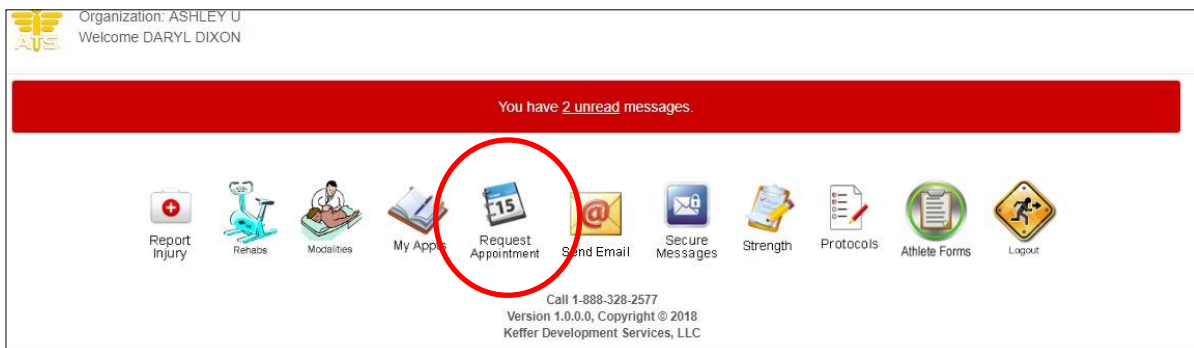 Organization: ASHLEY U
ATS
Welcome DARYL DIXON
You have 2 unread messages.
15
Report
Injury
Rehabs
Modalities
My Appts
Request
Appointment
@
Send Email
Secure
Messages
Strength
Protocols
Athlete Forms
Logout
Call 1-888-328-2577
Version 1.0.0.0, Copyright © 2018
Keffer Development Services, LLC